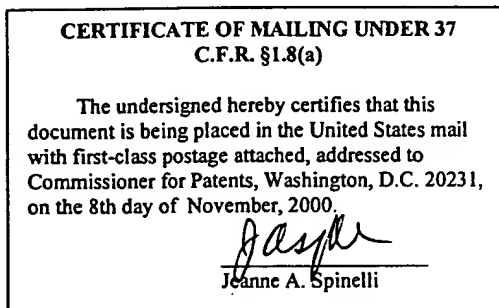 CERTIFICATE OF MAILING UNDER 37
C.F.R. §1.8(a)
The undersigned hereby certifies that this
document is being placed in the United States mail
with first-class postage attached, addressed to
Commissioner for Patents, Washington, D.C. 20231,
on the 8th day of November, 2000.
Jeanne A. Spinelli